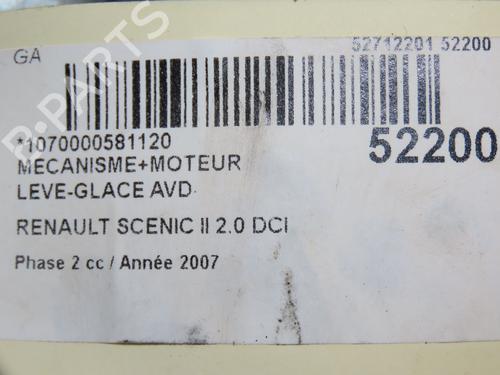 GA
52712201 52200
*1070000581120
52200
MECANISME+MOTEUR
LEVE-GLACE AVD
RENAULT SCENIC II 2.0 DCI
Phase 2 cc / Année 2007
B-PARTS